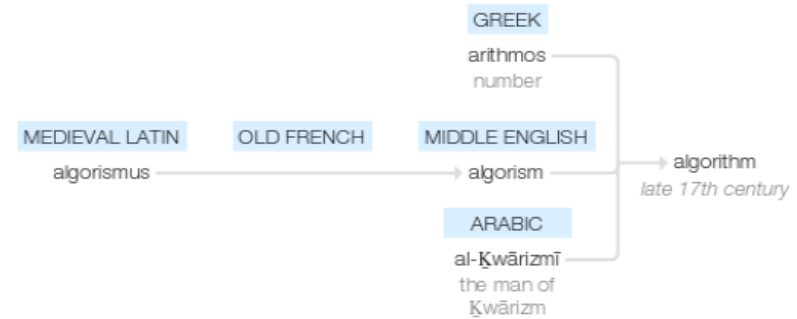 GREEK
arithmos
number
MEDIEVAL LATIN
OLD FRENCH
MIDDLE ENGLISH
algorismus
algorism
algorithm
late 17th century
ARABIC
al-Ḵwārizmī
the man of
Ḵwārizm